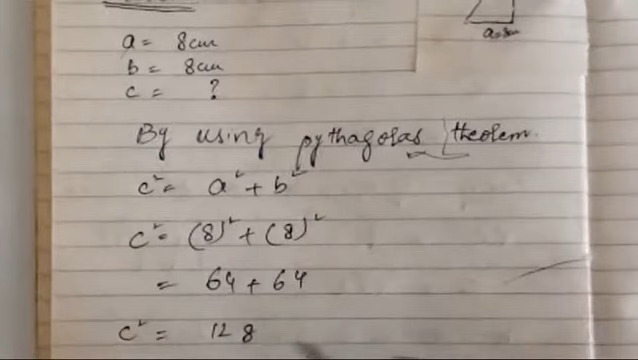 a = 8cm
b = 8cm
c = ?
By using pythagolas theolem.
c² = a² + b²
c² = (8)² + (8)²
= 64 + 64
c² = 128